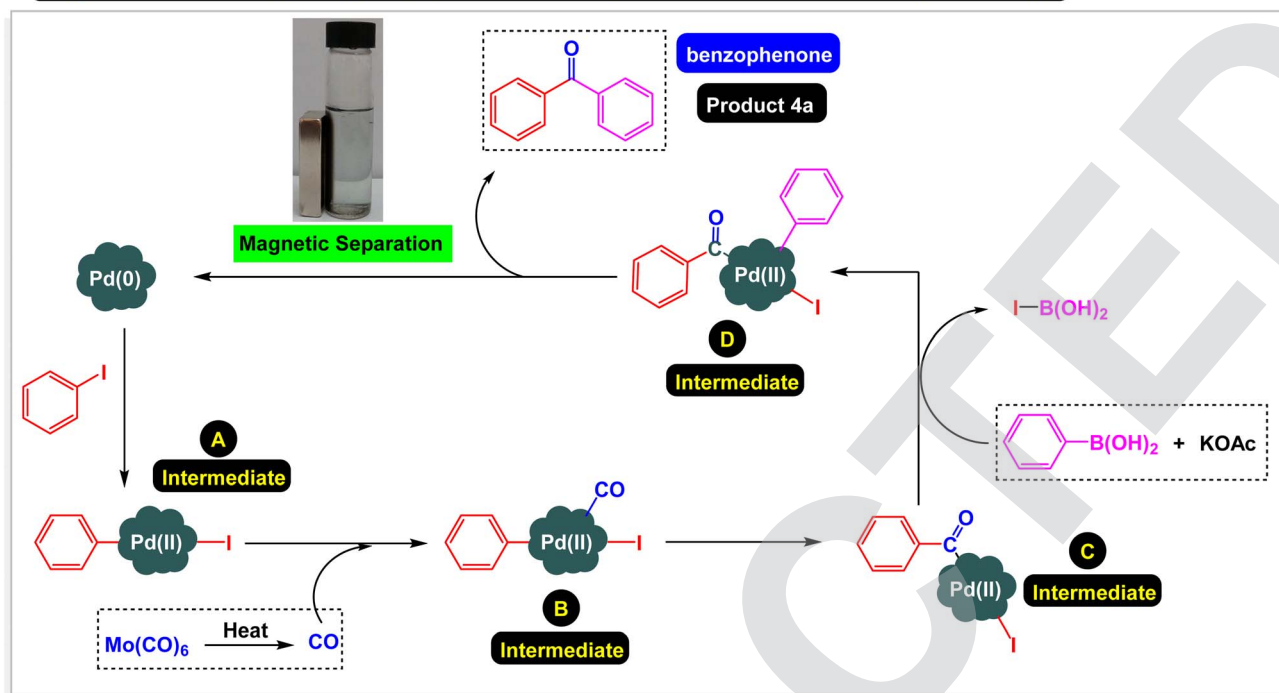 O
benzophenone
Product 4a
Magnetic Separation
Pd(0)
O
C
Pd(II)
I
D
Intermediate
I—B(OH)2
I
A
Intermediate
B(OH)2 + KOAc
CO
Pd(II)
I
Pd(II)
I
O
C
C
Intermediate
Pd(II)
I
B
Intermediate
Mo(CO)6
Heat
CO
CTED